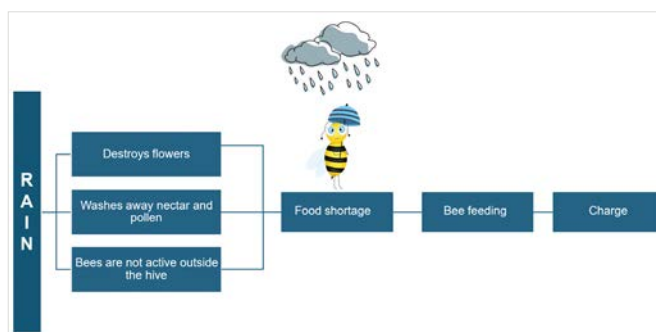 RAIN
Destroys flowers
Washes away nectar and
pollen
Bees are not active outside
the hive
Food shortage
Bee feeding
Charge